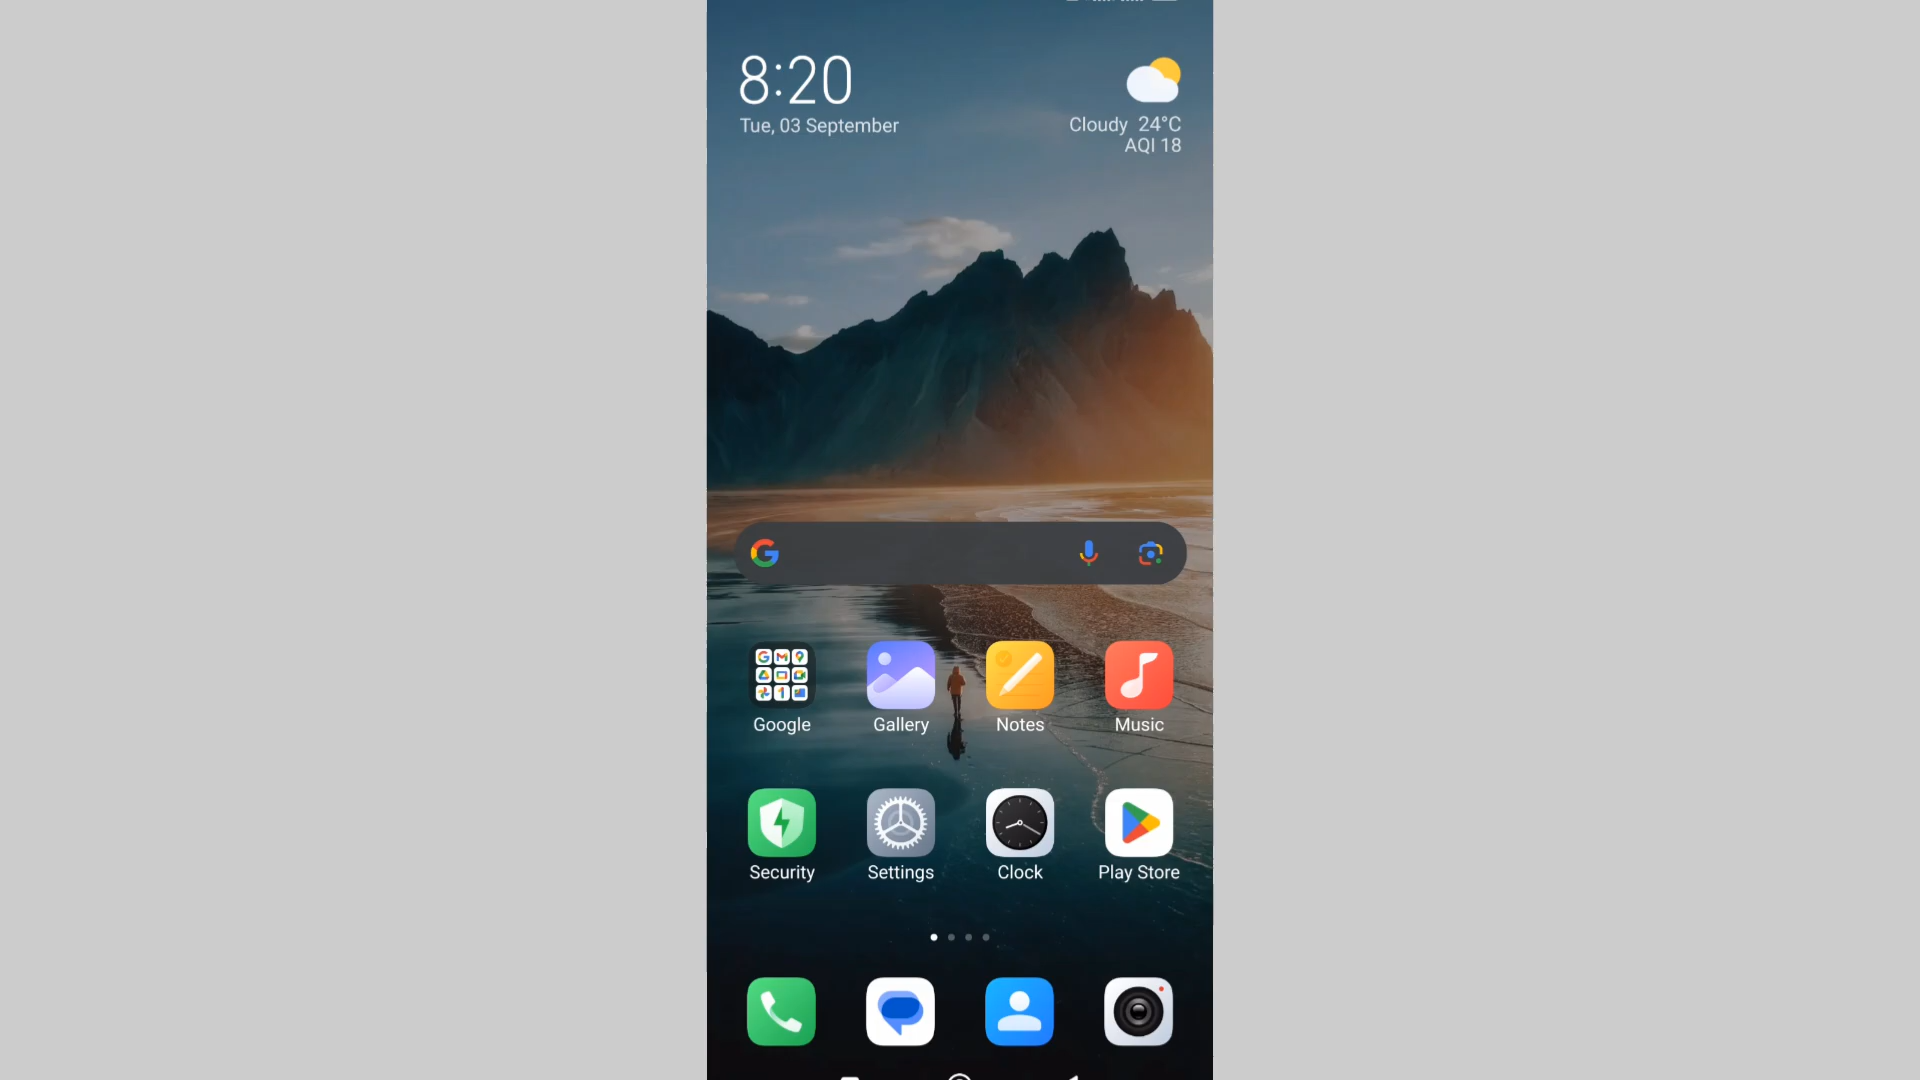 8:20
Tue, 03 September
Cloudy 24°C
AQI 18
Google
Gallery
Notes
Music
Security
Settings
Clock
Play Store